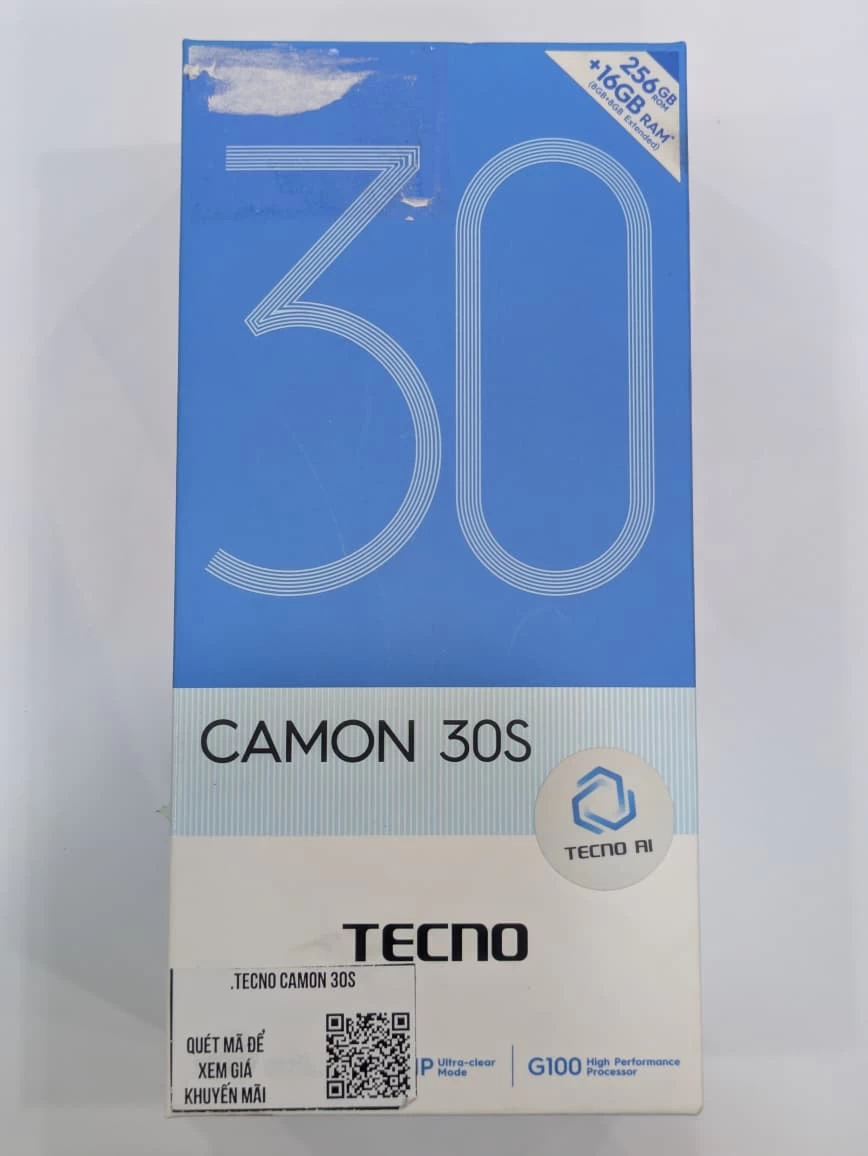 256GB ROM
+16GB RAM*
(8GB+8GB Extended)
30
CAMON 30S
TECNO AI
TECNO
.TECNO CAMON 30S
QUÉT MÃ ĐỂ
XEM GIÁ
KHUYẾN MÃI
Ultra-clear
Mode
G100 High Performance
Processor